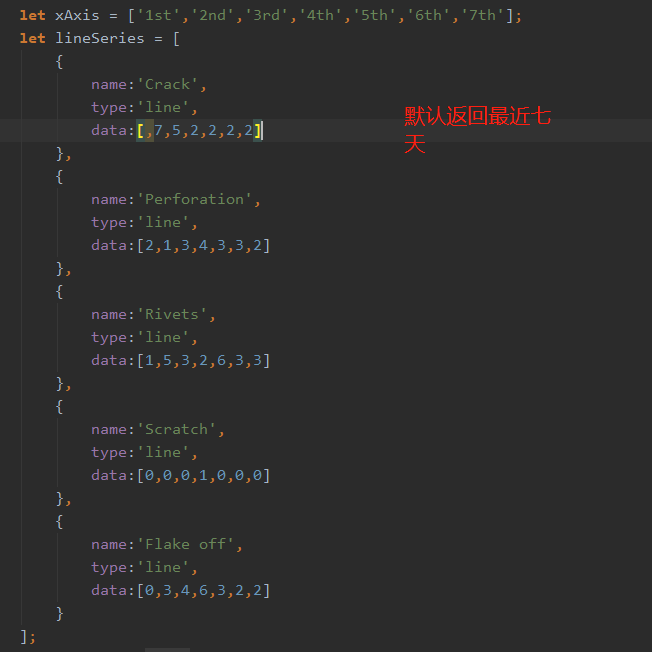 let xAxis = ['1st','2nd','3rd','4th','5th','6th','7th'];
let lineSeries = [
    {
        name:'Crack',
        type:'line',
        data:[,7,5,2,2,2,2]
默认返回最近七
天
    },
    {
        name:'Perforation',
        type:'line',
        data:[2,1,3,4,3,3,2]
    },
    {
        name:'Rivets',
        type:'line',
        data:[1,5,3,2,6,3,3]
    },
    {
        name:'Scratch',
        type:'line',
        data:[0,0,0,1,0,0,0]
    },
    {
        name:'Flake off',
        type:'line',
        data:[0,3,4,6,3,2,2]
    }
];